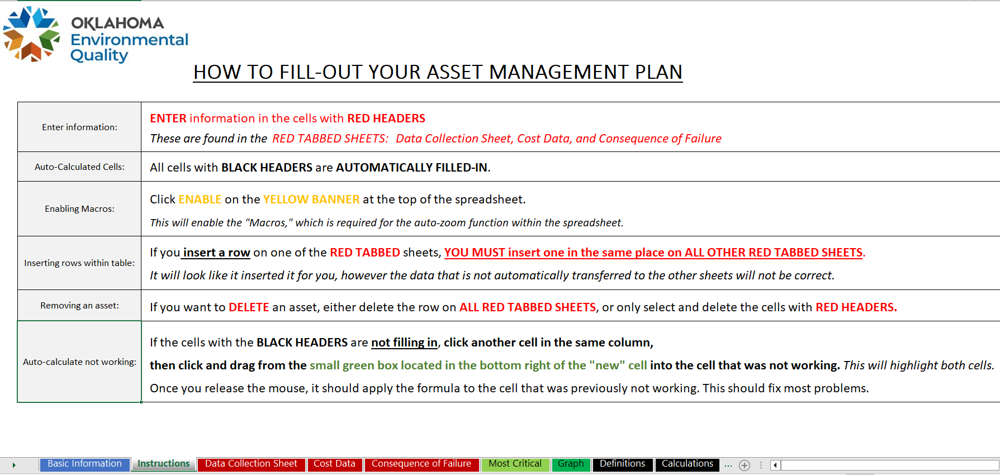 OKLAHOMA
Environmental
Quality
HOW TO FILL-OUT YOUR ASSET MANAGEMENT PLAN
Enter information:
ENTER information in the cells with RED HEADERS
These are found in the RED TABBED SHEETS: Data Collection Sheet, Cost Data, and Consequence of Failure
Auto-Calculated Cells:
All cells with BLACK HEADERS are AUTOMATICALLY FILLED-IN.
Enabling Macros:
Click ENABLE on the YELLOW BANNER at the top of the spreadsheet.
This will enable the "Macros," which is required for the auto-zoom function within the spreadsheet.
Inserting rows within table:
If you insert a row on one of the RED TABBED sheets, YOU MUST insert one in the same place on ALL OTHER RED TABBED SHEETS.
It will look like it inserted it for you, however the data that is not automatically transferred to the other sheets will not be correct.
Removing an asset:
If you want to DELETE an asset, either delete the row on ALL RED TABBED SHEETS, or only select and delete the cells with RED HEADERS.
Auto-calculate not working:
If the cells with the BLACK HEADERS are not filling in, click another cell in the same column,
then click and drag from the small green box located in the bottom right of the "new" cell into the cell that was not working. This will highlight both cells.
Once you release the mouse, it should apply the formula to the cell that was previously not working. This should fix most problems.
Basic Information
Instructions
Data Collection Sheet
Cost Data
Consequence of Failure
Most Critical
Graph
Definitions
Calculations
...